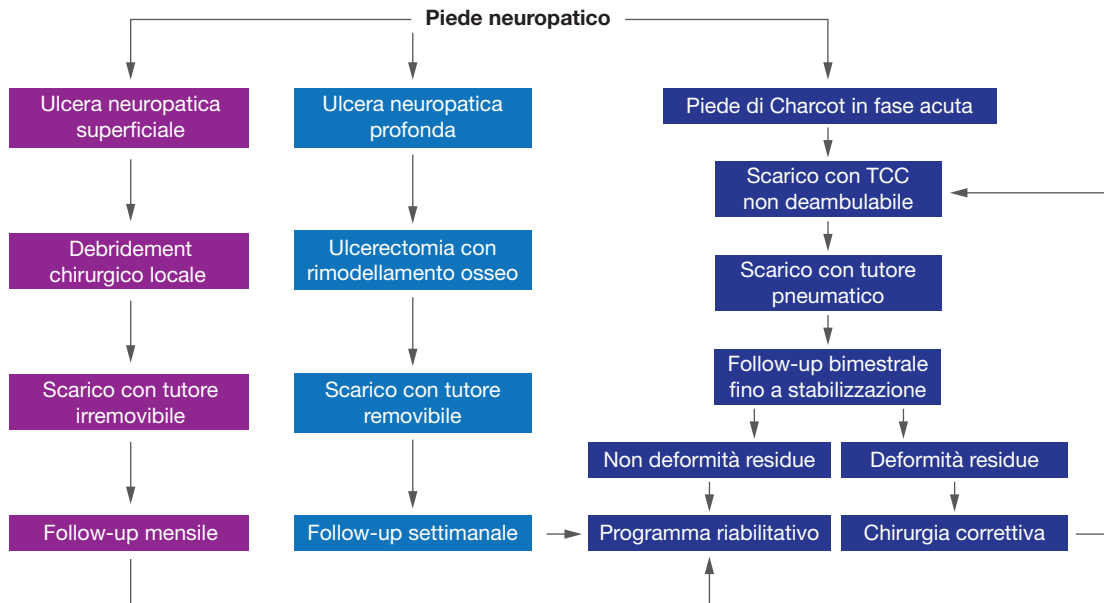 Piede neuropatico
Ulcera neuropatica
superficiale
Debridement
chirurgico locale
Scarico con tutore
irremovibile
Follow-up mensile
Ulcera neuropatica
profonda
Ulcerectomia con
rimodellamento osseo
Scarico con tutore
removibile
Follow-up settimanale
Piede di Charcot in fase acuta
Scarico con TCC
non deambulabile
Scarico con tutore
pneumatico
Follow-up bimestrale
fino a stabilizzazione
Non deformità residue
Programma riabilitativo
Deformità residue
Chirurgia correttiva